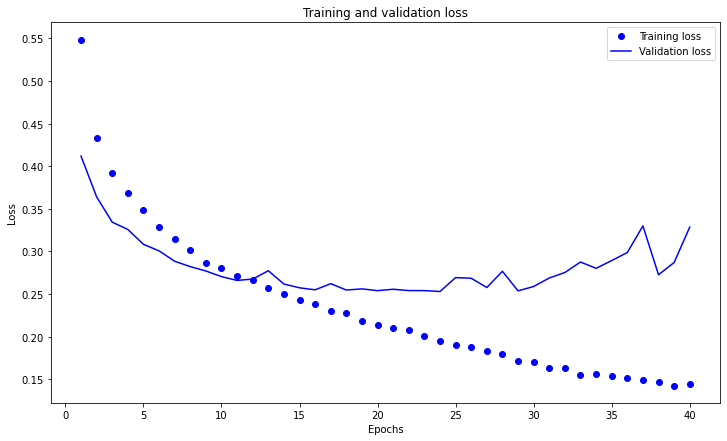 Training and validation loss
Training loss
Validation loss
0.55
0.50
0.45
0.40
0.35
0.30
0.25
0.20
0.15
Loss
0 5 10 15 20 25 30 35 40
Epochs